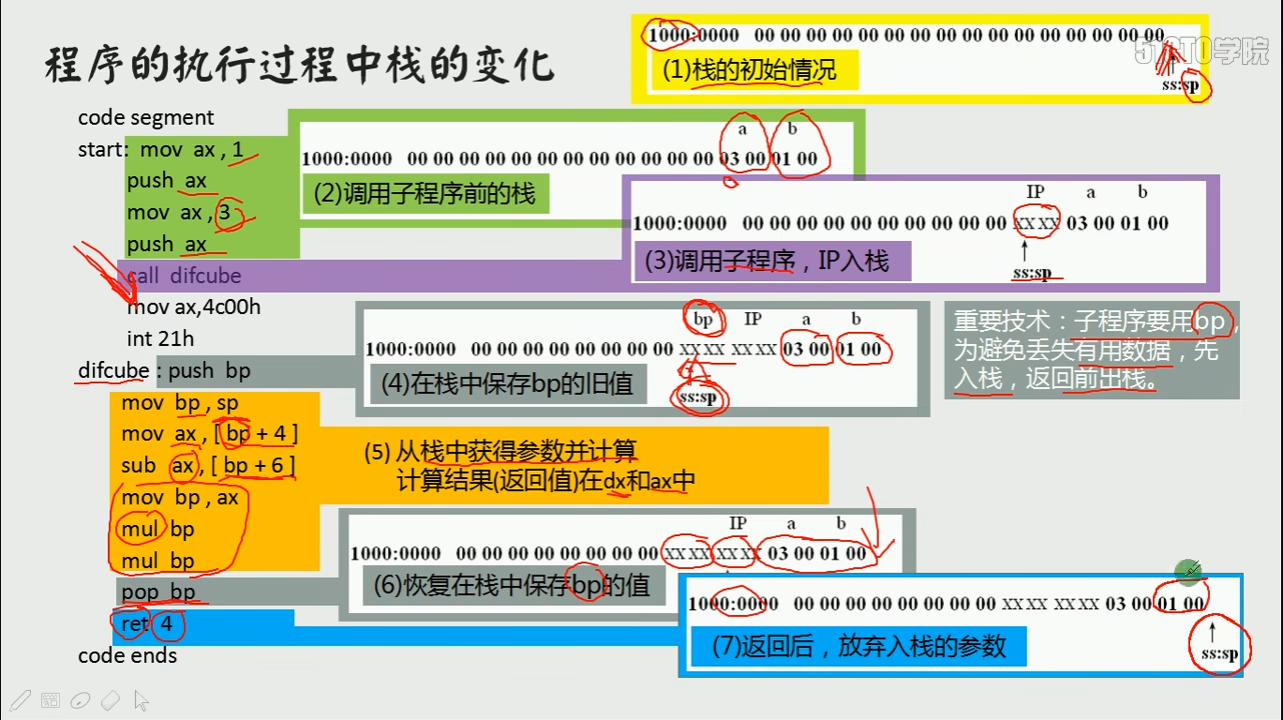 程序的执行过程中栈的变化
1000:0000 00 00 00 00 00 00 00 00 00 00 00 00 00 00 00 00
51CTO学院
(1)栈的初始情况
ss:sp
code segment
start: mov ax , 1
push ax
mov ax , 3
push ax
call difcube
mov ax,4c00h
int 21h
difcube : push bp
mov bp , sp
mov ax , [ bp + 4 ]
sub ax , [ bp + 6 ]
mov bp , ax
mul bp
mul bp
pop bp
ret 4
code ends
a b
1000:0000 00 00 00 00 00 00 00 00 00 00 00 00 03 00 01 00
(2)调用子程序前的栈
IP a b
1000:0000 00 00 00 00 00 00 00 00 00 00 XX XX 03 00 01 00
(3)调用子程序，IP入栈
ss:sp
bp IP a b
1000:0000 00 00 00 00 00 00 00 00 XX XX XX XX 03 00 01 00
(4)在栈中保存bp的旧值
ss:sp
重要技术：子程序要用bp，
为避免丢失有用数据，先
入栈，返回前出栈。
(5) 从栈中获得参数并计算
计算结果(返回值)在dx和ax中
IP a b
1000:0000 00 00 00 00 00 00 00 00 XX XX XX XX 03 00 01 00
(6)恢复在栈中保存bp的值
1000:0000 00 00 00 00 00 00 00 00 XX XX XX XX 03 00 01 00
(7)返回后，放弃入栈的参数
ss:sp